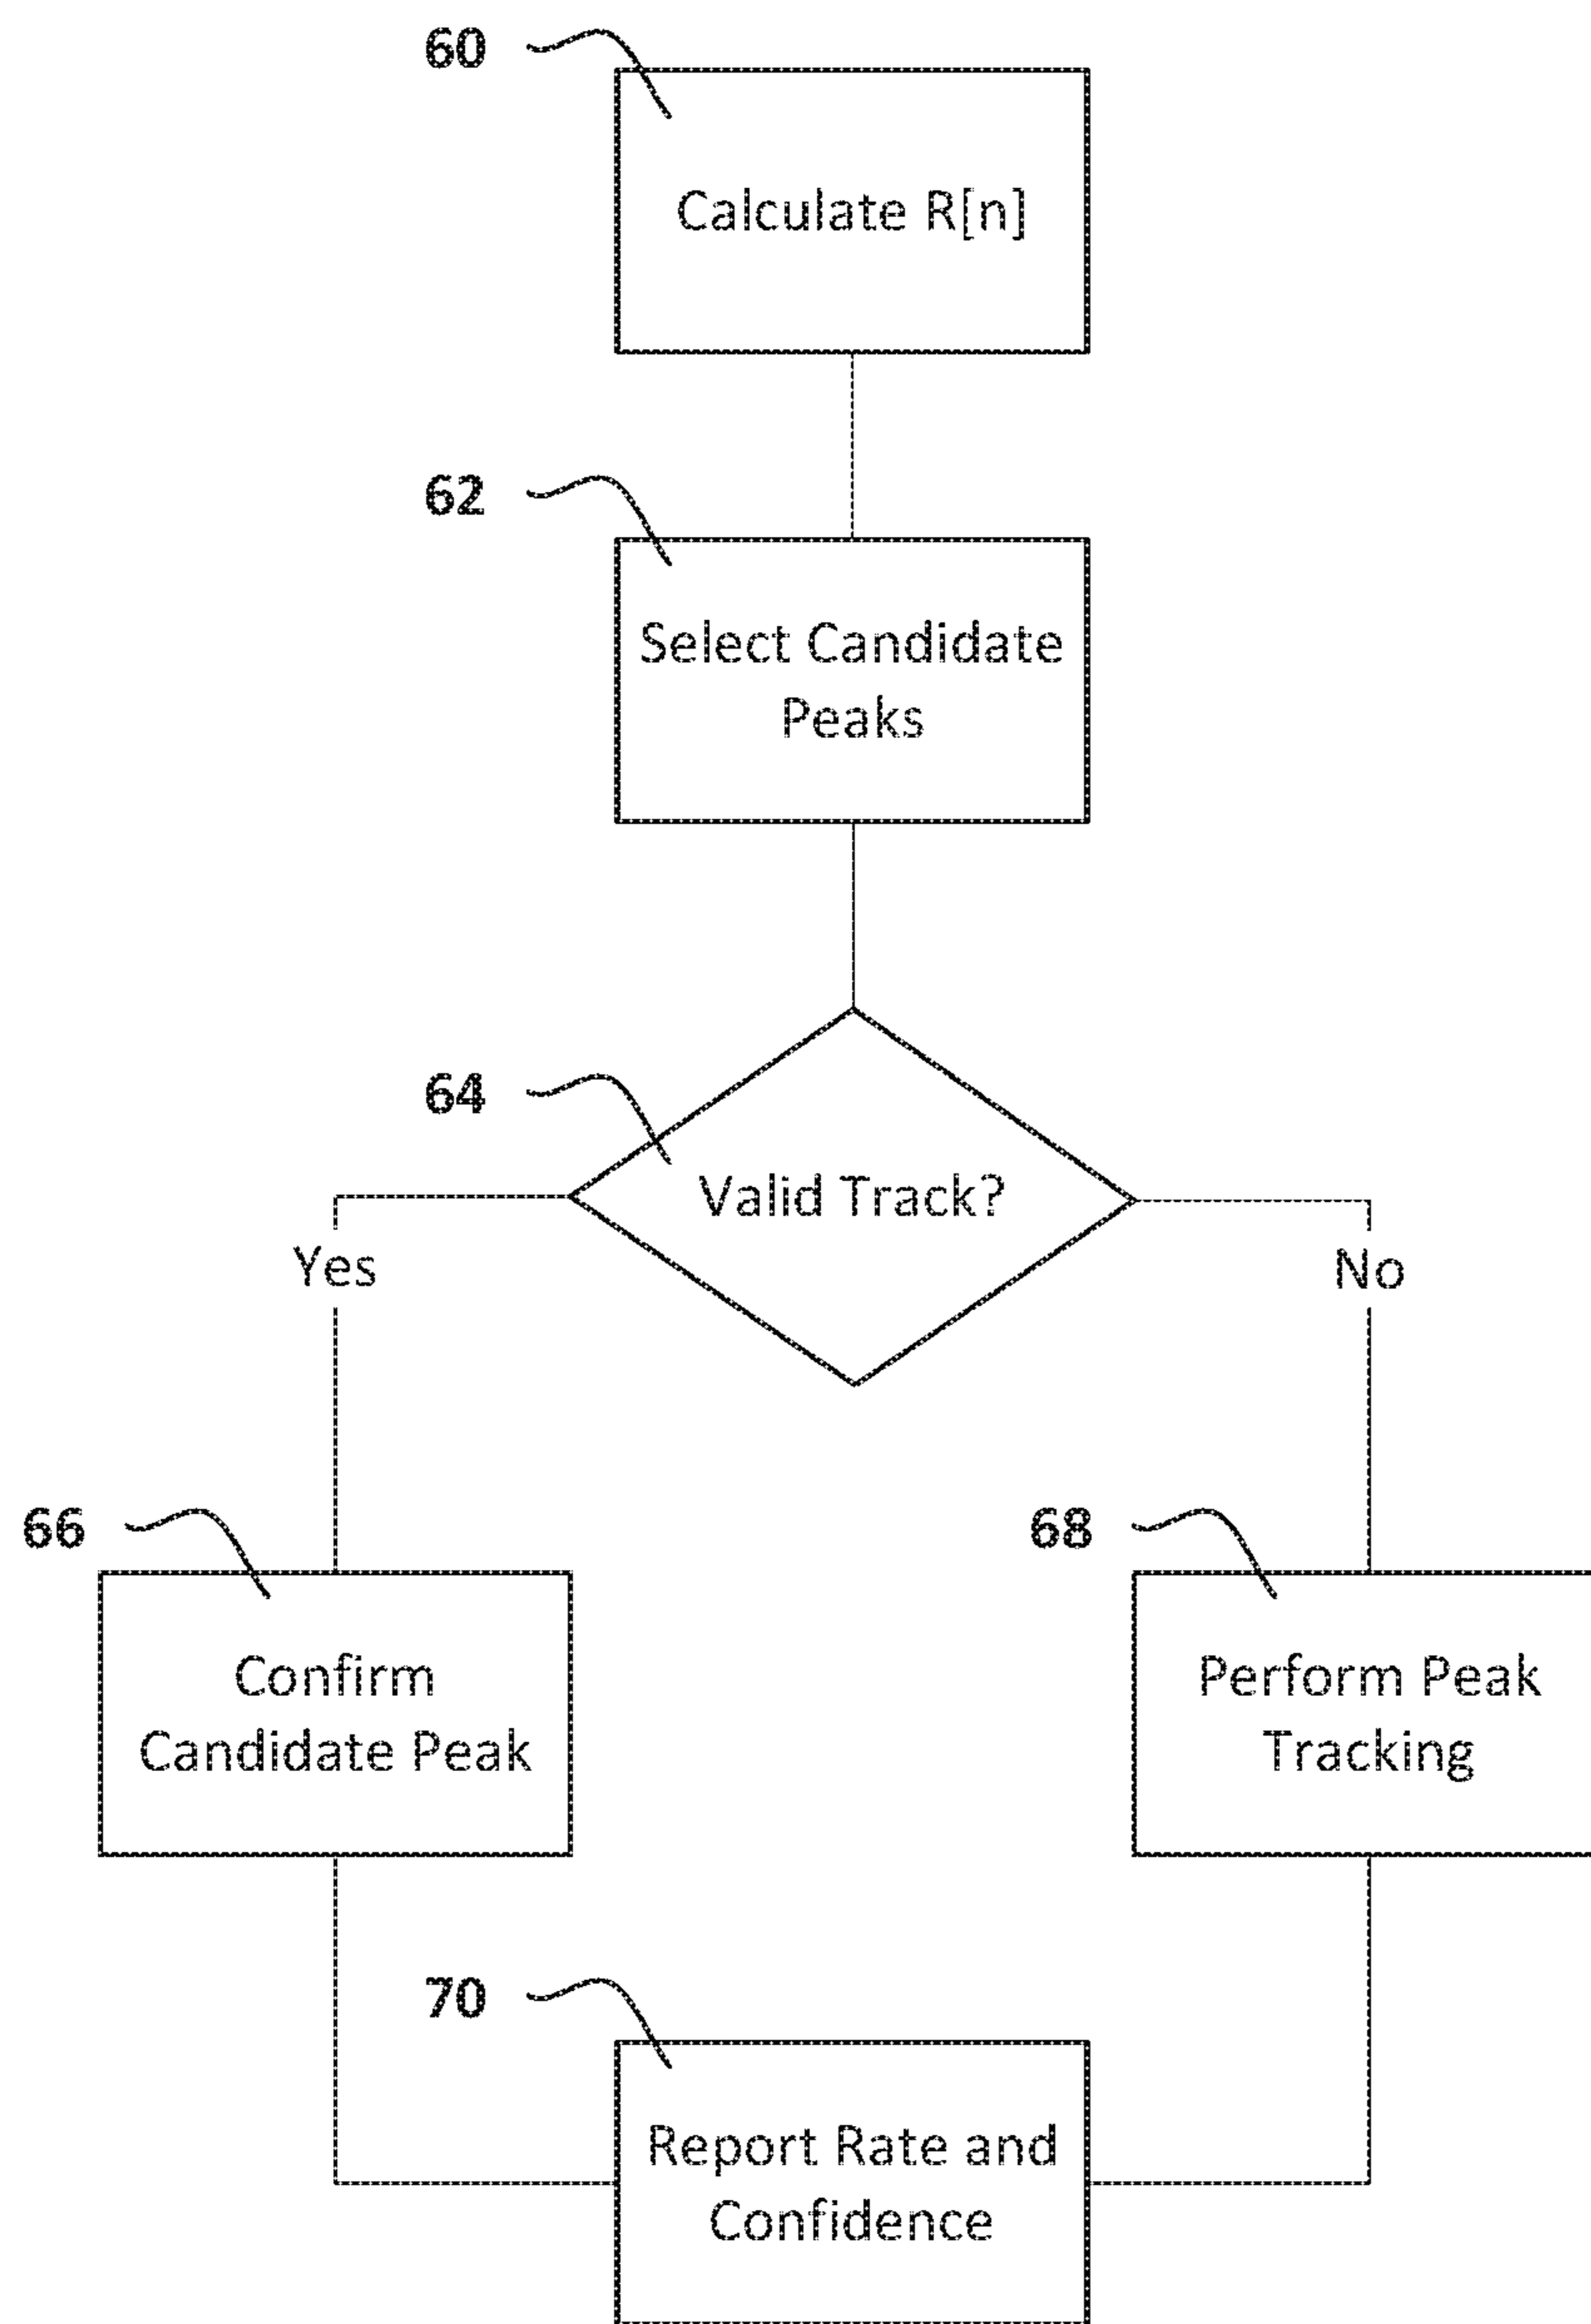 60
Calculate R[n]
62
Select Candidate
Peaks
64
Valid Track?
Yes
No
66
68
Confirm
Candidate Peak
Perform Peak
Tracking
70
Report Rate and
Confidence